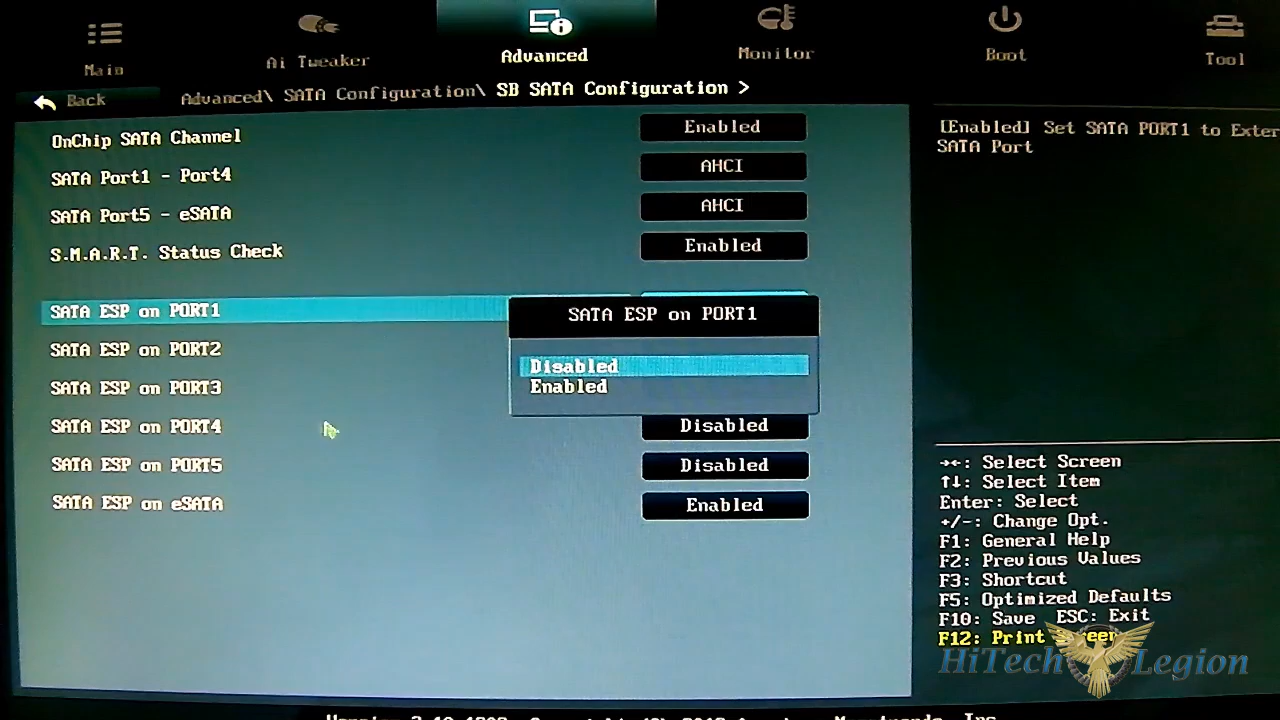 Main
Ai Tweaker
Advanced
Monitor
Boot
Tool
Back
Advanced\ SATA Configuration\ SB SATA Configuration >
OnChip SATA Channel
Enabled
SATA Port1 - Port4
AHCI
SATA Port5 - eSATA
AHCI
S.M.A.R.T. Status Check
Enabled
SATA ESP on PORT1
SATA ESP on PORT2
SATA ESP on PORT3
SATA ESP on PORT4
Disabled
SATA ESP on PORT5
Disabled
SATA ESP on eSATA
Enabled
SATA ESP on PORT1
Disabled
Enabled
[Enabled] Set SATA PORT1 to Exter
SATA Port
→←: Select Screen
↑↓: Select Item
Enter: Select
+/-: Change Opt.
F1: General Help
F2: Previous Values
F3: Shortcut
F5: Optimized Defaults
F10: Save ESC: Exit
F12: Print Screen
HiTech Legion